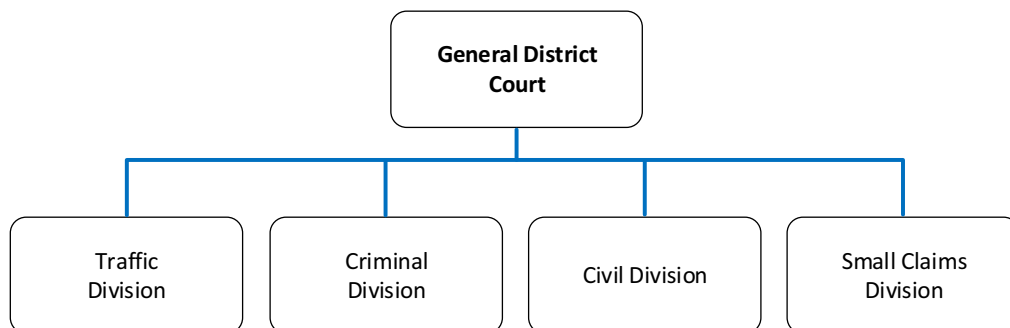 General District
Court
Traffic
Division
Criminal
Division
Civil Division
Small Claims
Division